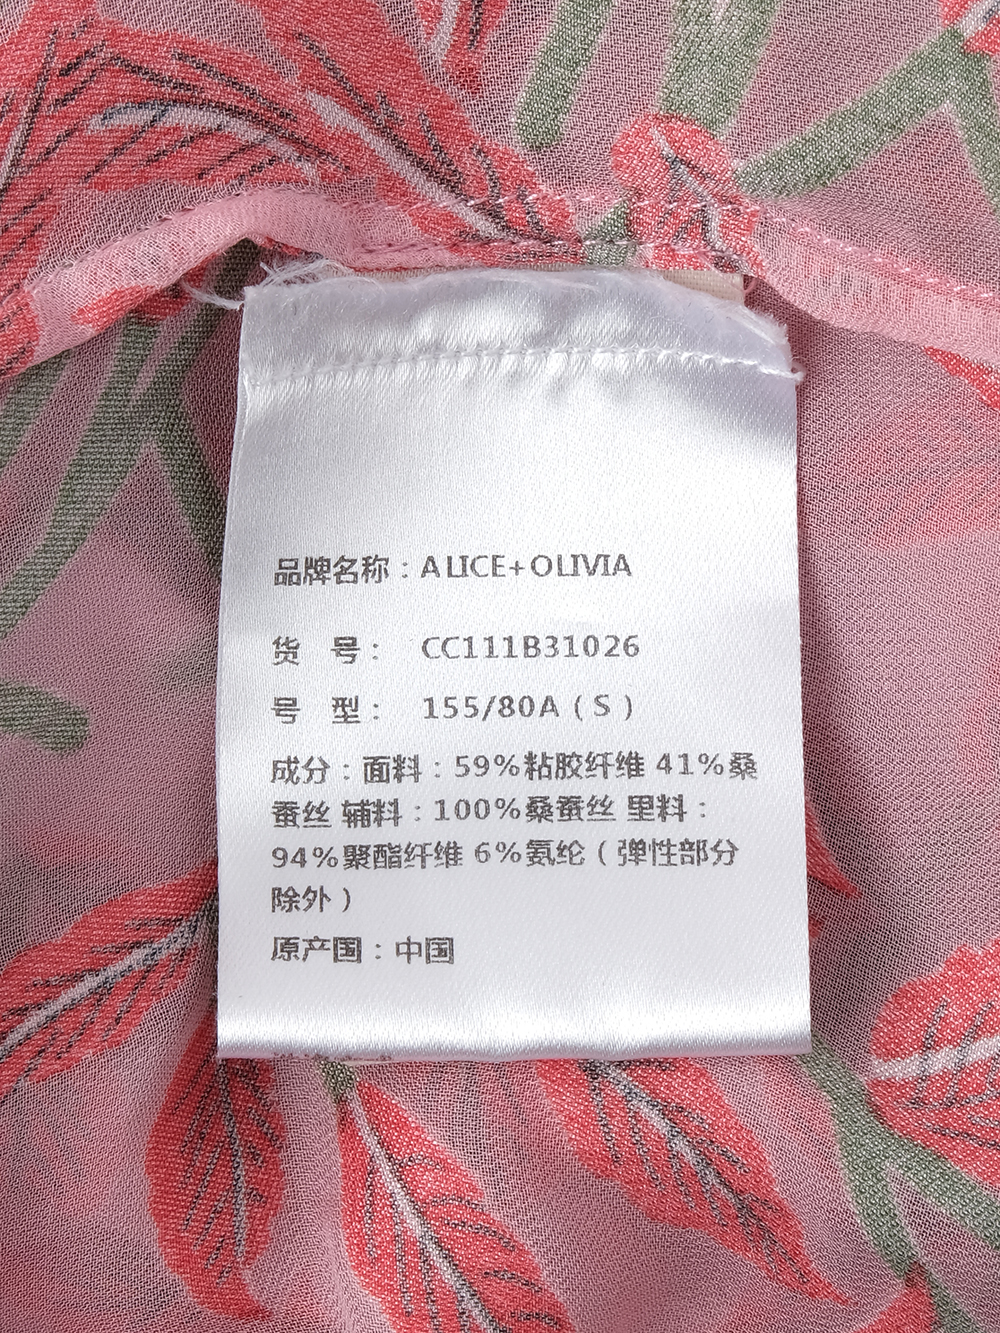 品牌名称：ALICE+OLIVIA
货 号： CC111B31026
号 型： 155/80A（S）
成分：面料：59%粘胶纤维 41%桑
蚕丝 辅料：100%桑蚕丝 里料：
94%聚酯纤维 6%氨纶（弹性部分
除外）
原产国：中国